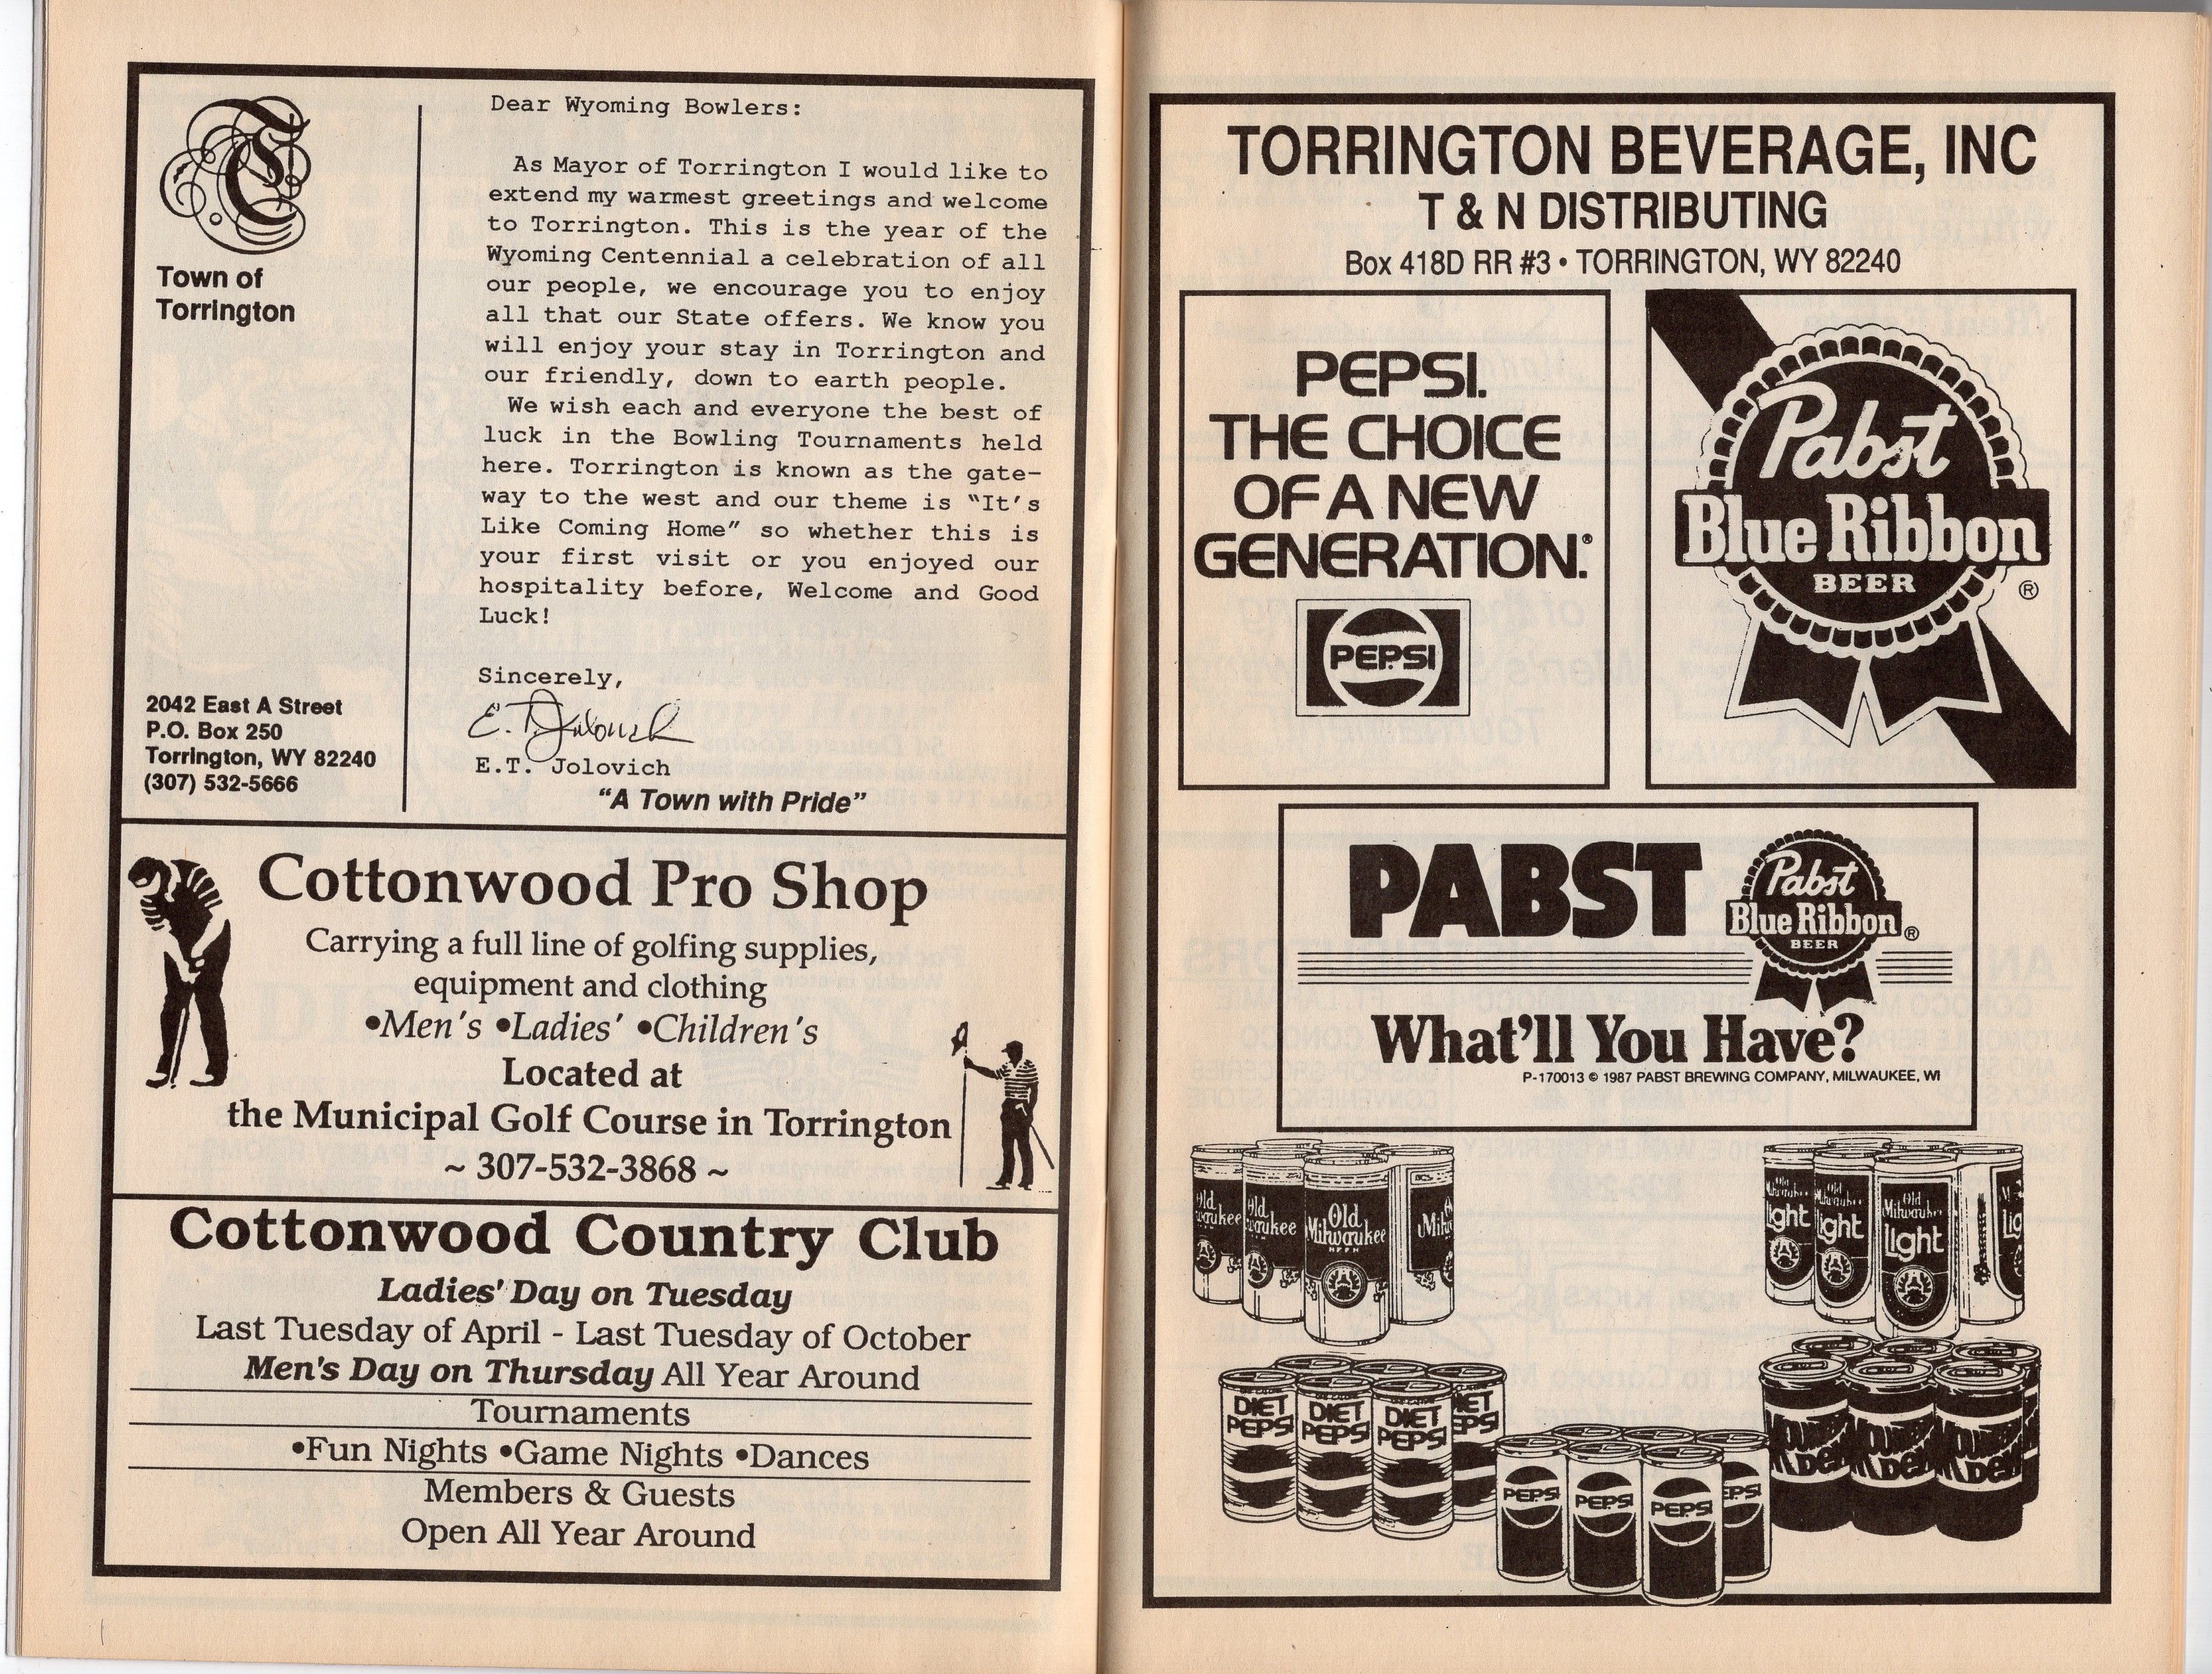 Town of
Torrington
2042 East A Street
P.O. Box 250
Torrington, WY 82240
(307) 532-5666
Dear Wyoming Bowlers:
As Mayor of Torrington I would like to
extend my warmest greetings and welcome
to Torrington. This is the year of the
Wyoming Centennial a celebration of all
our people, we encourage you to enjoy
all that our State offers. We know you
will enjoy your stay in Torrington and
our friendly, down to earth people.
We wish each and everyone the best of
luck in the Bowling Tournaments held
here. Torrington is known as the gate-
way to the west and our theme is "It's
Like Coming Home" so whether this is
your first visit or you enjoyed our
hospitality before, Welcome and Good
Luck!
Sincerely,
E.T. Jolovich
E.T. Jolovich
"A Town with Pride"
Cottonwood Pro Shop
Carrying a full line of golfing supplies,
equipment and clothing
•Men's •Ladies' •Children's
Located at
the Municipal Golf Course in Torrington
~ 307-532-3868 ~
Cottonwood Country Club
Ladies' Day on Tuesday
Last Tuesday of April - Last Tuesday of October
Men's Day on Thursday All Year Around
Tournaments
•Fun Nights •Game Nights •Dances
Members & Guests
Open All Year Around
TORRINGTON BEVERAGE, INC
T & N DISTRIBUTING
Box 418D RR #3 • TORRINGTON, WY 82240
PEPSI.
THE CHOICE
OF A NEW
GENERATION.®
PEPSI
Pabst
Blue Ribbon
BEER
®
PABST
Pabst
Blue Ribbon®
BEER
What'll You Have?
P-170013 © 1987 PABST BREWING COMPANY, MILWAUKEE, WI
Old
Milwaukee
BEER
Old
Milwaukee
Light
DIET
PEPSI
DIET
PEPSI
DIET
PEPSI
PEPSI
PEPSI
PEPSI
MOUNTAIN
DEW